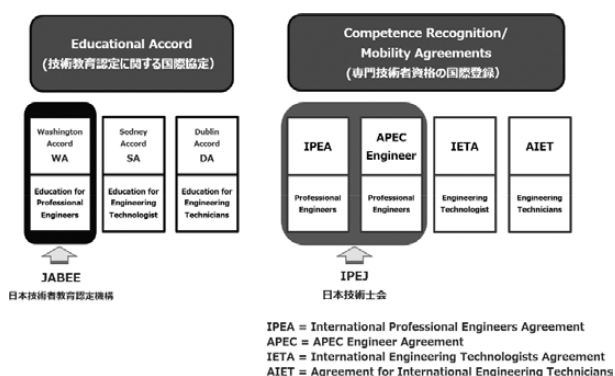 Educational Accord
(技術教育認定に関する国際協定)
Competence Recognition/
Mobility Agreements
(専門技術者資格の国際登録)
Washington
Accord
WA
Education for
Professional
Engineers
Sedney
Accord
SA
Education for
Engineering
Technologist
Dublin
Accord
DA
Education for
Engineering
Technicians
IPEA
Professional
Engineers
APEC
Engineer
Professional
Engineers
IETA
Engineering
Technologist
AIET
Engineering
Technicians
JABEE
日本技術者教育認定機構
IPEJ
日本技術士会
IPEA = International Professional Engineers Agreement
APEC = APEC Engineer Agreement
IETA = International Engineering Technologists Agreement
AIET = Agreement for International Engineering Technicians